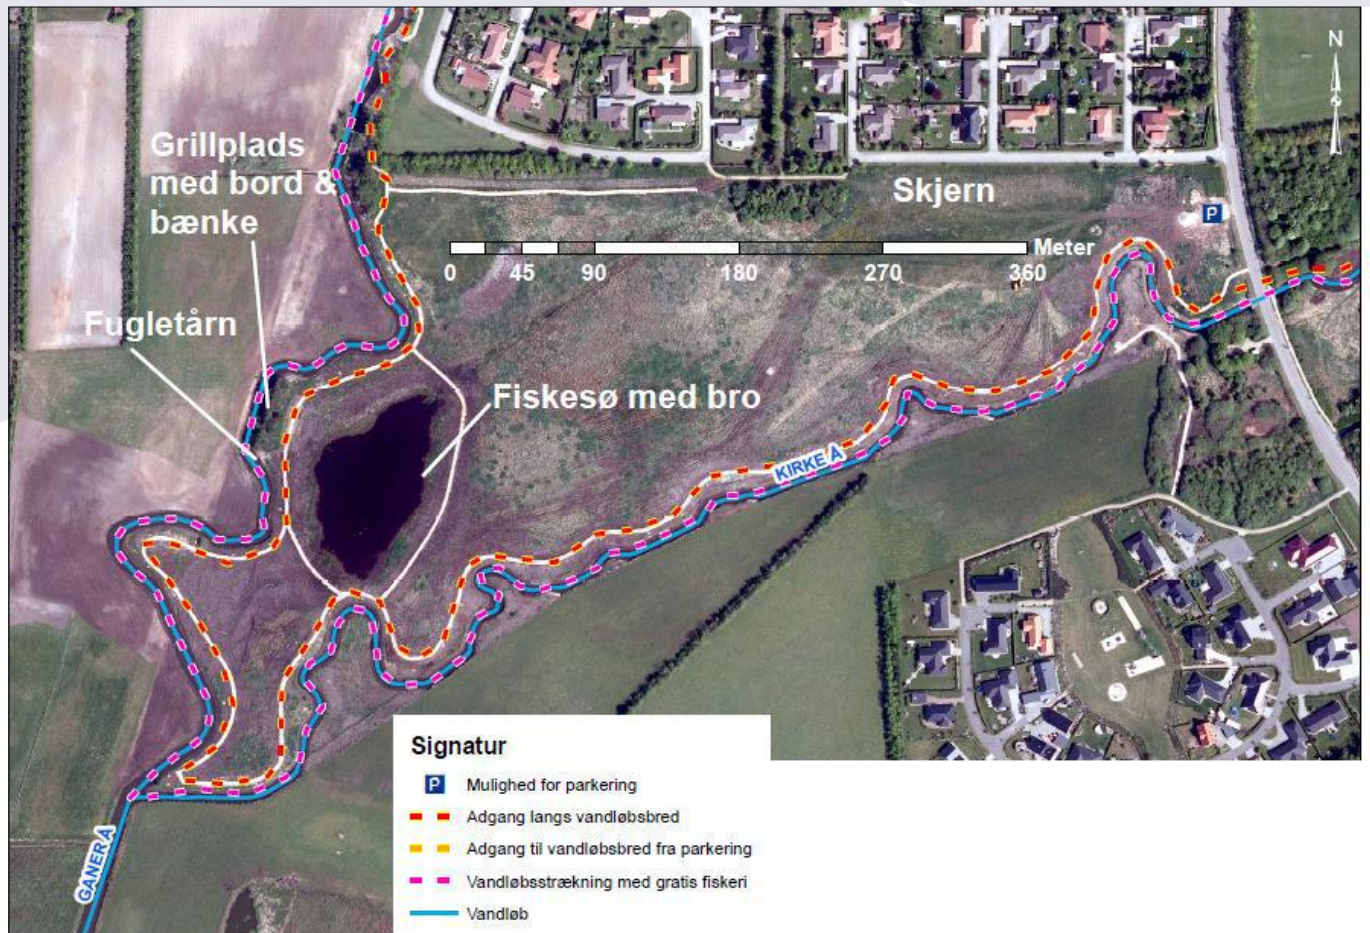 N
Grillplads
med bord &
bænke
Skjern
P
Meter
0 45 90 180 270 360
Fugletårn
Fiskesø med bro
KIRKE Å
GANER Å
Signatur
P Mulighed for parkering
Adgang langs vandløbsbred
Adgang til vandløbsbred fra parkering
Vandløbsstrækning med gratis fiskeri
Vandløb